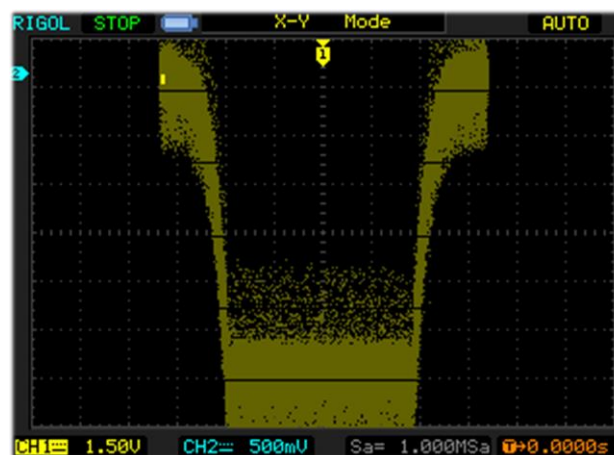 RIGOL STOP X-Y Mode AUTO
1
2
CH1 1.50V CH2 500mV Sa= 1.000MSa T→0.0000s